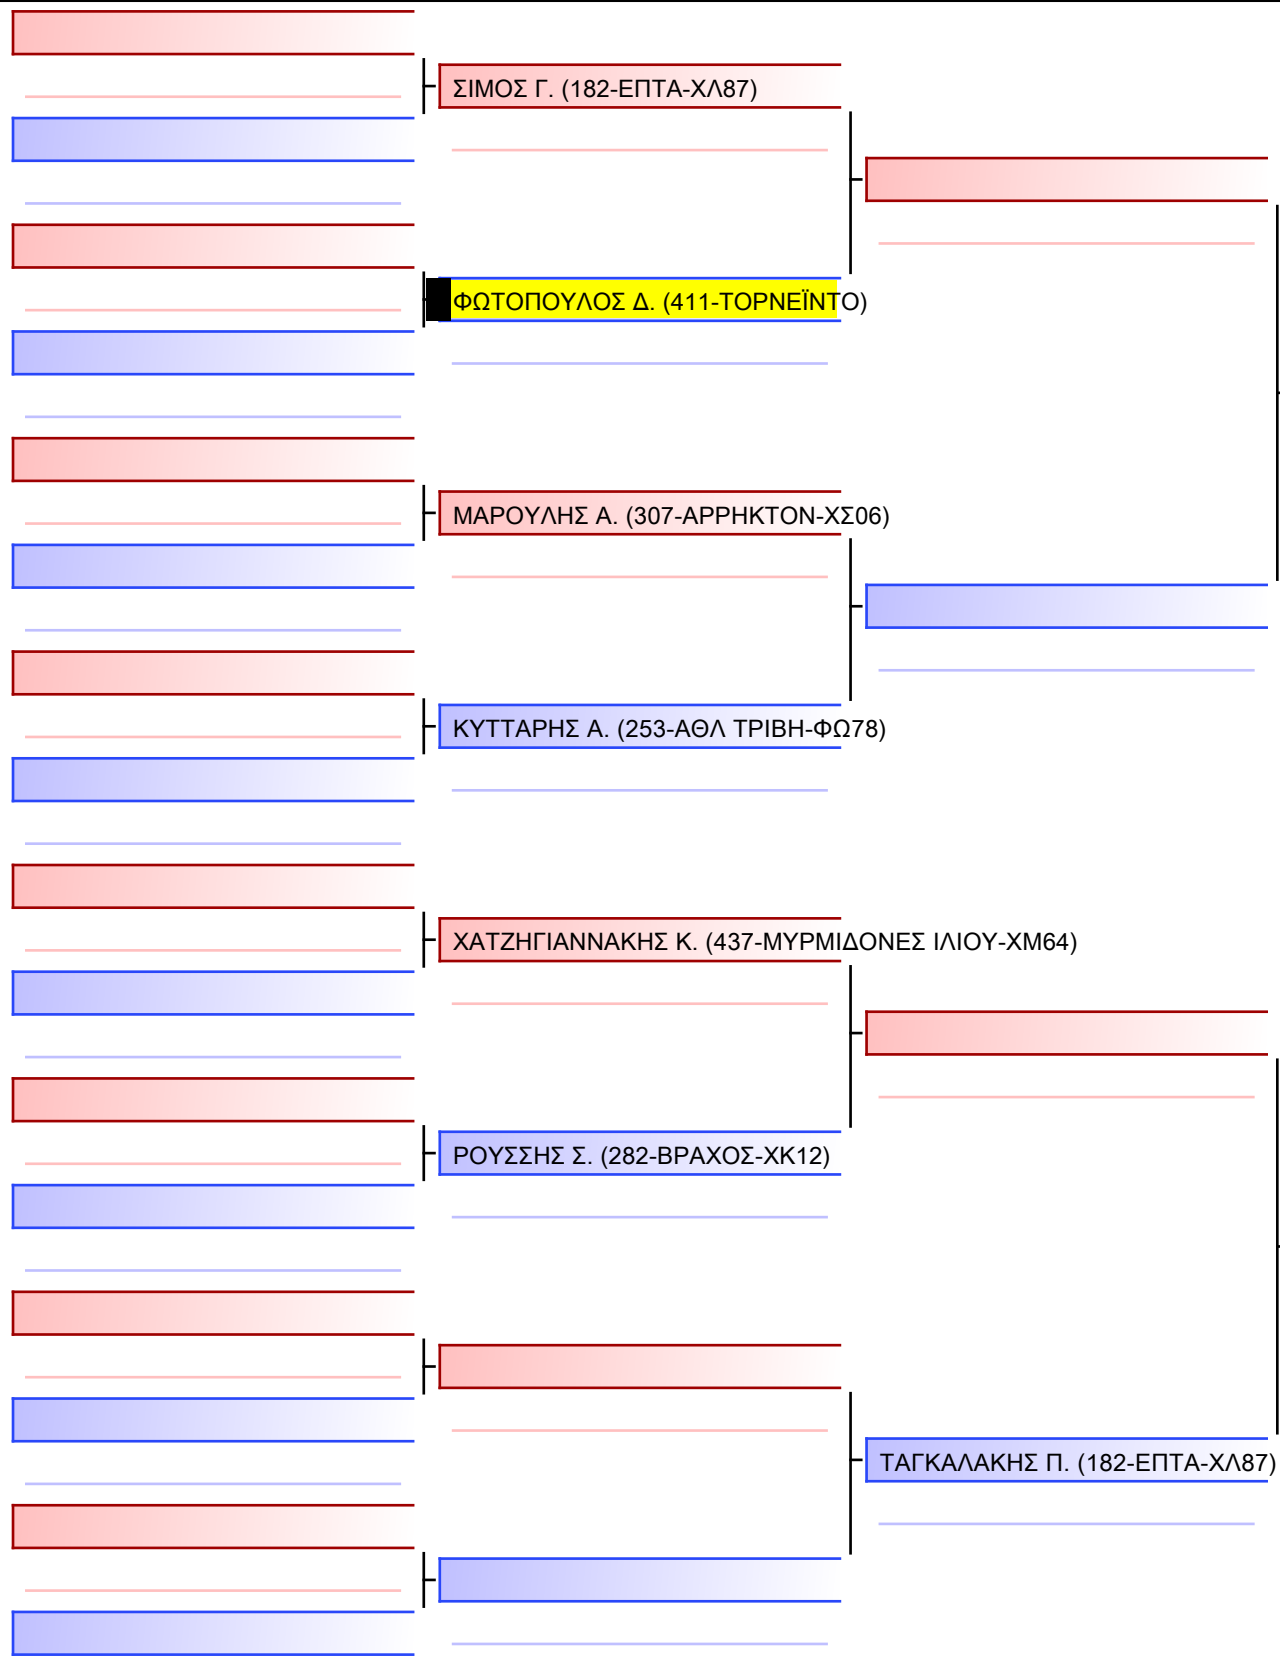 ΣΙΜΟΣ Γ. (182-ΕΠΤΑ-ΧΛ87)
ΦΩΤΟΠΟΥΛΟΣ Δ. (411-ΤΟΡΝΕΪΝΤΟ)
ΜΑΡΟΥΛΗΣ Α. (307-ΑΡΡΗΚΤΟΝ-ΧΣ06)
ΚΥΤΤΑΡΗΣ Α. (253-ΑΘΛ ΤΡΙΒΗ-ΦΩ78)
ΧΑΤΖΗΓΙΑΝΝΑΚΗΣ Κ. (437-ΜΥΡΜΙΔΟΝΕΣ ΙΛΙΟΥ-ΧΜ64)
ΡΟΥΣΣΗΣ Σ. (282-ΒΡΑΧΟΣ-ΧΚ12)
ΤΑΓΚΑΛΑΚΗΣ Π. (182-ΕΠΤΑ-ΧΛ87)